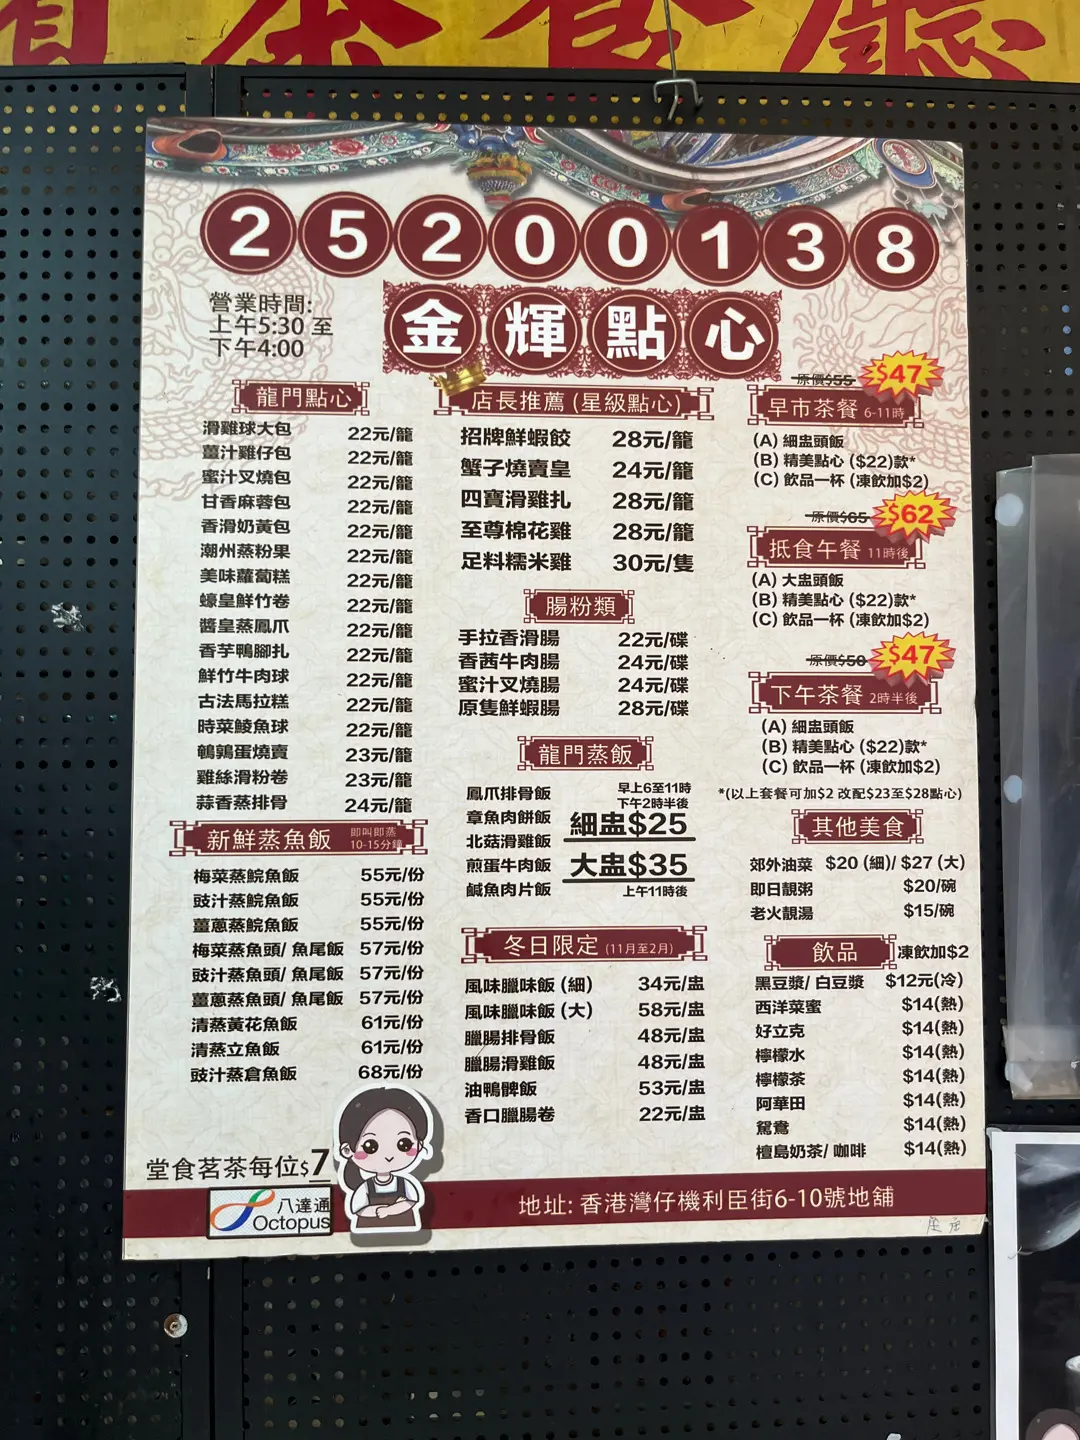 茶餐廳
25200138
營業時間:
上午5:30 至
下午4:00
金輝點心
龍門點心
滑雞球大包 22元/籠
薑汁雞仔包 22元/籠
蜜汁叉燒包 22元/籠
甘香麻蓉包 22元/籠
香滑奶黃包 22元/籠
潮州蒸粉果 22元/籠
美味蘿蔔糕 22元/籠
蠔皇鮮竹卷 22元/籠
醬皇蒸鳳爪 22元/籠
香芋鴨腳扎 22元/籠
鮮竹牛肉球 22元/籠
古法馬拉糕 22元/籠
時菜鯪魚球 22元/籠
鵪鶉蛋燒賣 23元/籠
雞絲滑粉卷 23元/籠
蒜香蒸排骨 24元/籠
新鮮蒸魚飯 即叫即蒸
10-15分鐘
梅菜蒸鯇魚飯 55元/份
豉汁蒸鯇魚飯 55元/份
薑蔥蒸鯇魚飯 55元/份
梅菜蒸魚頭/ 魚尾飯 57元/份
豉汁蒸魚頭/ 魚尾飯 57元/份
薑蔥蒸魚頭/ 魚尾飯 57元/份
清蒸黃花魚飯 61元/份
清蒸立魚飯 61元/份
豉汁蒸倉魚飯 68元/份
堂食茗茶每位$7
八達通
Octopus
店長推薦 (星級點心)
招牌鮮蝦餃 28元/籠
蟹子燒賣皇 24元/籠
四寶滑雞扎 28元/籠
至尊棉花雞 28元/籠
足料糯米雞 30元/隻
腸粉類
手拉香滑腸 22元/碟
香茜牛肉腸 24元/碟
蜜汁叉燒腸 24元/碟
原隻鮮蝦腸 28元/碟
龍門蒸飯
鳳爪排骨飯
章魚肉餅飯
北菇滑雞飯
煎蛋牛肉飯
鹹魚肉片飯
早上6至11時
下午2時半後
細盅$25
大盅$35
上午11時後
冬日限定 (11月至2月)
風味臘味飯 (細) 34元/盅
風味臘味飯 (大) 58元/盅
臘腸排骨飯 48元/盅
臘腸滑雞飯 48元/盅
油鴨髀飯 53元/盅
香口臘腸卷 22元/盅
原價$55 $47
早市茶餐 6-11時
(A) 細盅頭飯
(B) 精美點心 ($22)款*
(C) 飲品一杯 (凍飲加$2)
原價$65 $62
抵食午餐 11時後
(A) 大盅頭飯
(B) 精美點心 ($22)款*
(C) 飲品一杯 (凍飲加$2)
原價$50 $47
下午茶餐 2時半後
(A) 細盅頭飯
(B) 精美點心 ($22)款*
(C) 飲品一杯 (凍飲加$2)
*(以上套餐可加$2 改配$23至$28點心)
其他美食
郊外油菜 $20 (細)/ $27 (大)
即日靚粥 $20/碗
老火靚湯 $15/碗
飲品 凍飲加$2
黑豆漿/ 白豆漿 $12元(冷)
西洋菜蜜 $14(熱)
好立克 $14(熱)
檸檬水 $14(熱)
檸檬茶 $14(熱)
阿華田 $14(熱)
鴛鴦 $14(熱)
檀島奶茶/ 咖啡 $14(熱)
地址: 香港灣仔機利臣街6-10號地舖